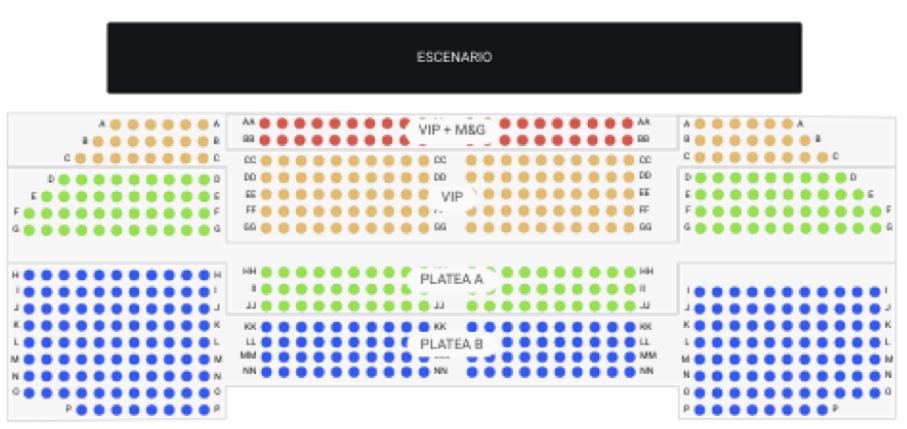 ESCENARIO
A A AA AA A A
B B BB BB B B
VIP + M&G
C C CC CC CC C C
D D DD DD DD D D
E E EE EE EE E E
VIP
F F FF FF F F
G G GG GG GG G G
H H HH HH
PLATEA A
I I II II I I
J J JJ JJ JJ J J
K K KK KK KK K K
L L LL LL L L
PLATEA B
M M MM MM M M
N N NN NN NN N N
O O O O
P P P P